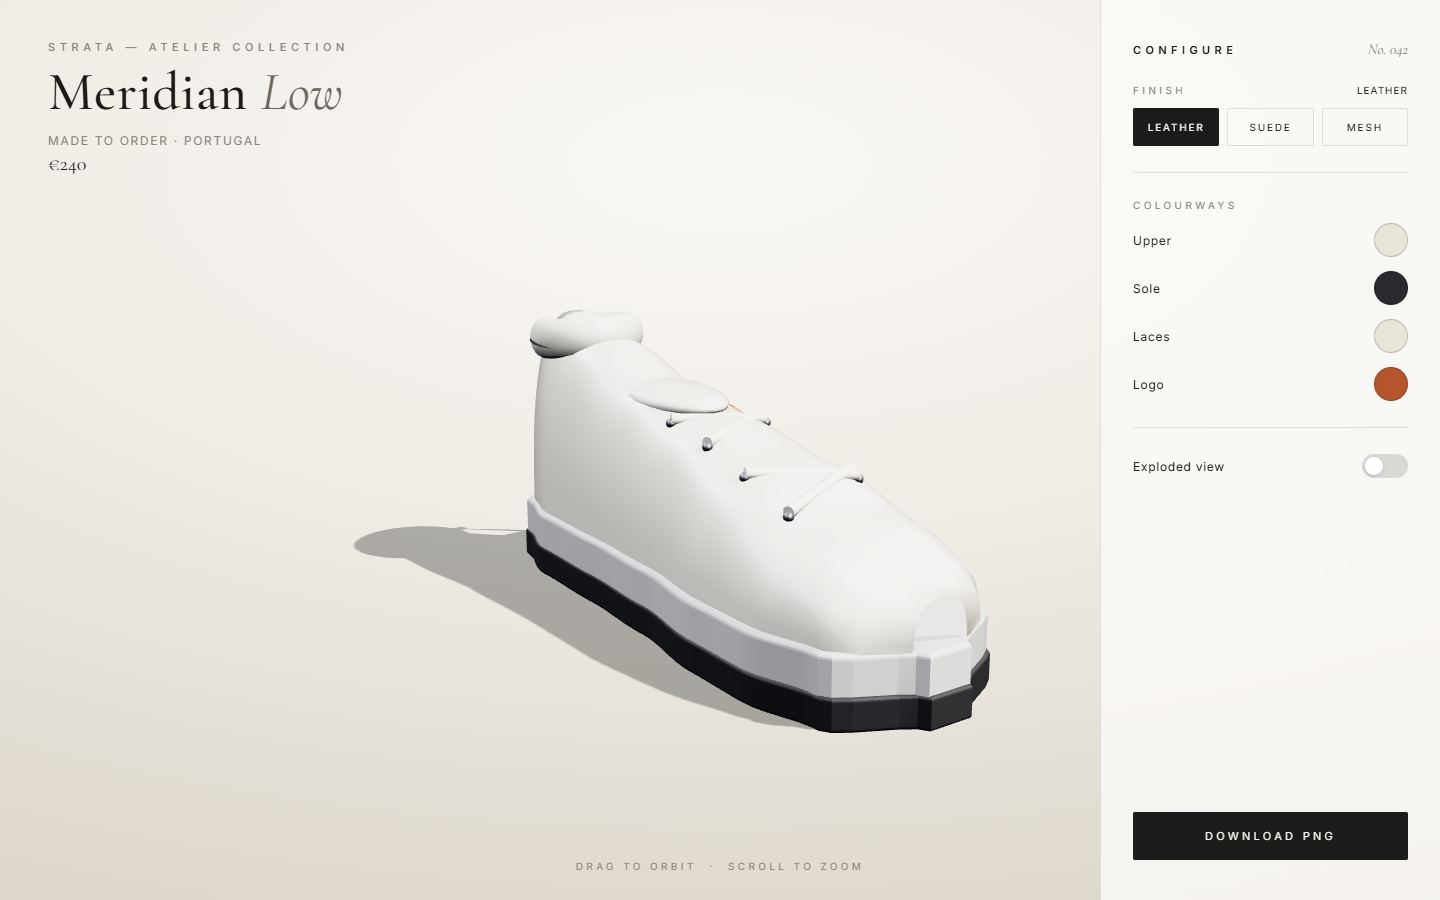 STRATA — ATELIER COLLECTION
Meridian Low
MADE TO ORDER · PORTUGAL
€240
DRAG TO ORBIT · SCROLL TO ZOOM
CONFIGURE No. 042
FINISH LEATHER
LEATHER SUEDE MESH
COLOURWAYS
Upper
Sole
Laces
Logo
Exploded view
DOWNLOAD PNG